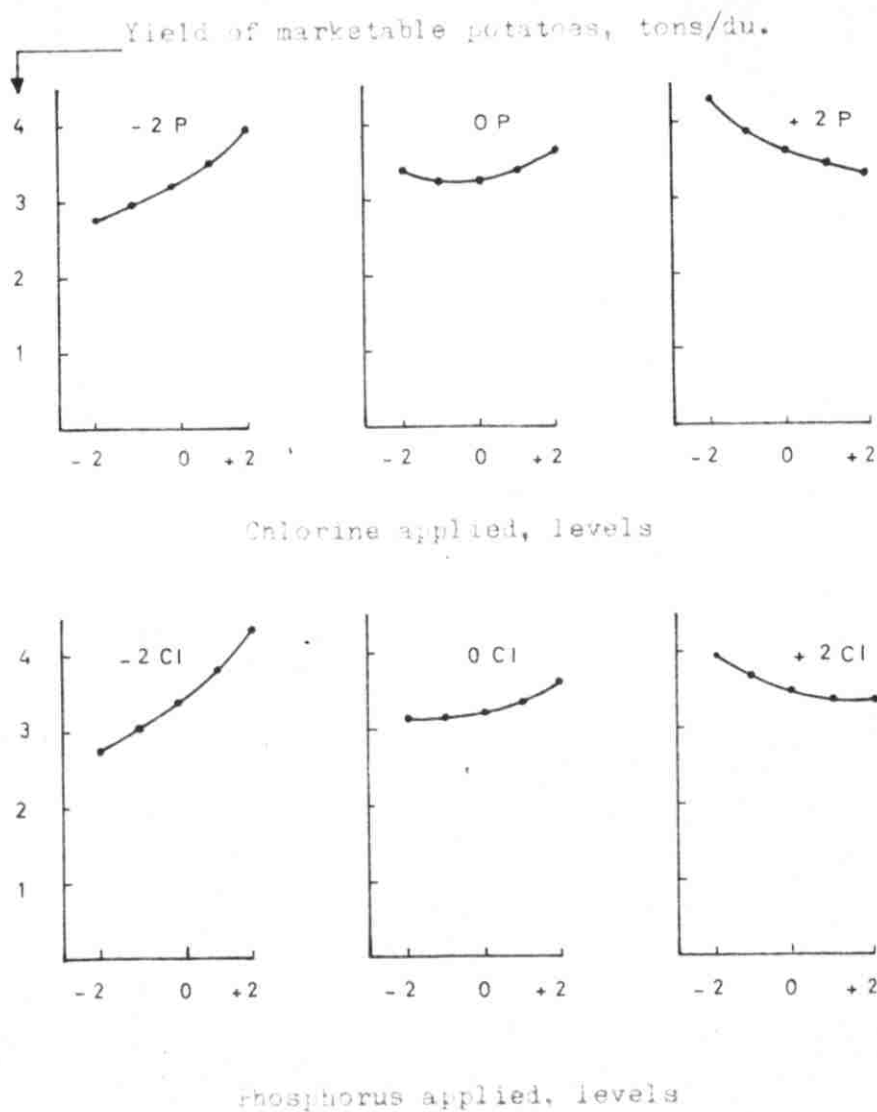 Yield of marketable potatoes, tons/du.
- 2 P
0 P
+ 2 P
4
3
2
1
- 2 0 + 2
- 2 0 + 2
- 2 0 + 2
Chlorine applied, levels
- 2 Cl
0 Cl
+ 2 Cl
4
3
2
1
- 2 0 + 2
- 2 0 + 2
- 2 0 + 2
Phosphorus applied, levels